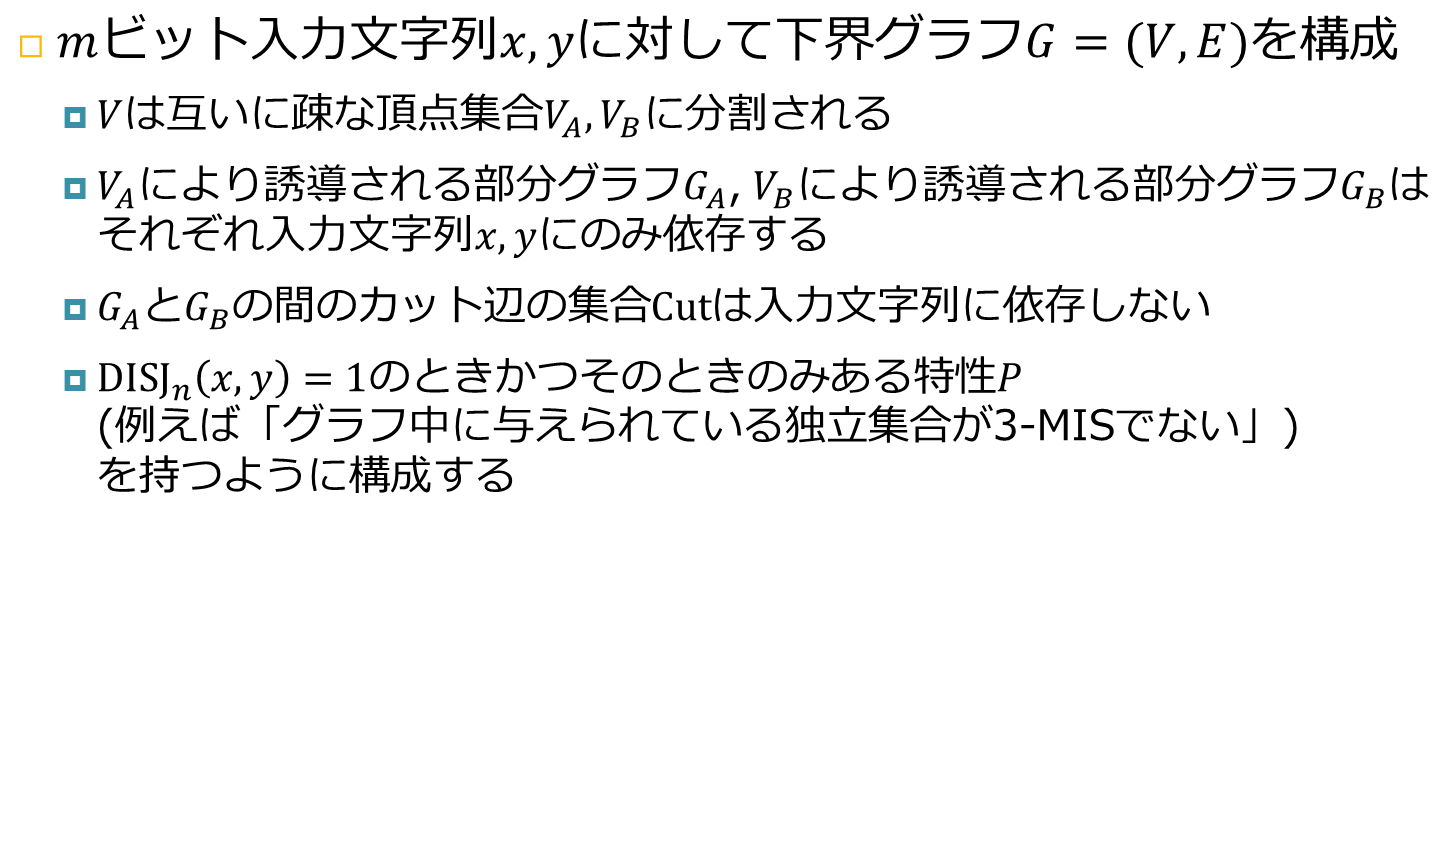 𝑚ビット入力文字列𝑥, 𝑦に対して下界グラフ𝐺 = (𝑉, 𝐸)を構成
𝑉は互いに疎な頂点集合𝑉𝐴, 𝑉𝐵に分割される
𝑉𝐴により誘導される部分グラフ𝐺𝐴, 𝑉𝐵により誘導される部分グラフ𝐺𝐵は
それぞれ入力文字列𝑥, 𝑦にのみ依存する
𝐺𝐴と𝐺𝐵の間のカット辺の集合Cutは入力文字列に依存しない
DISJ𝑛(𝑥, 𝑦) = 1のときかつそのときのみある特性𝑃
(例えば「グラフ中に与えられている独立集合が3-MISでない」)
を持つように構成する